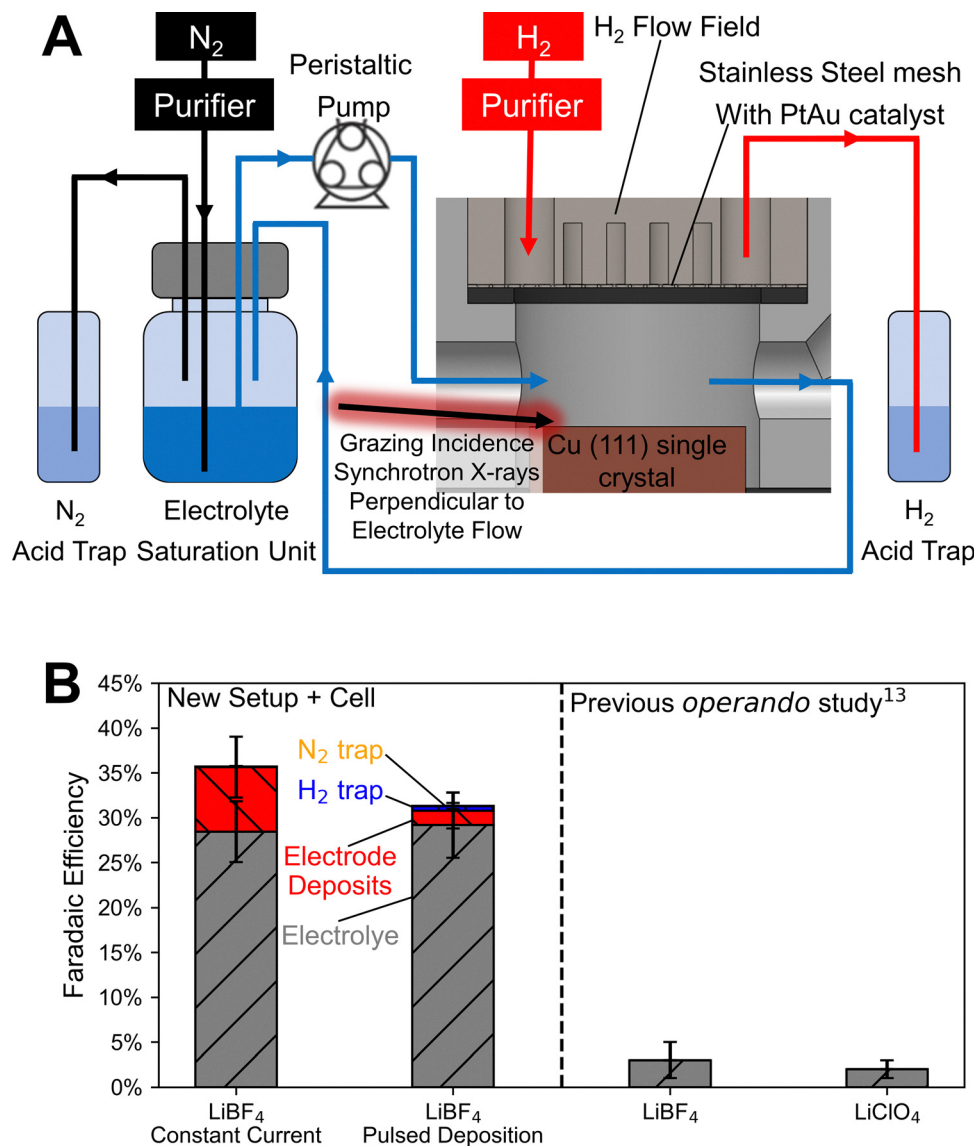 A
N₂
Purifier
Peristaltic
Pump
H₂
Purifier
H₂ Flow Field
Stainless Steel mesh
With PtAu catalyst
Grazing Incidence
Synchrotron X-rays
Perpendicular to
Electrolyte Flow
Cu (111) single
crystal
N₂
Acid Trap
Electrolyte
Saturation Unit
H₂
Acid Trap
B
Faradaic Efficiency
45%
40%
35%
30%
25%
20%
15%
10%
5%
0%
New Setup + Cell
Previous operando study¹³
N₂ trap
H₂ trap
Electrode
Deposits
Electrolye
LiBF₄
Constant Current
LiBF₄
Pulsed Deposition
LiBF₄
LiClO₄